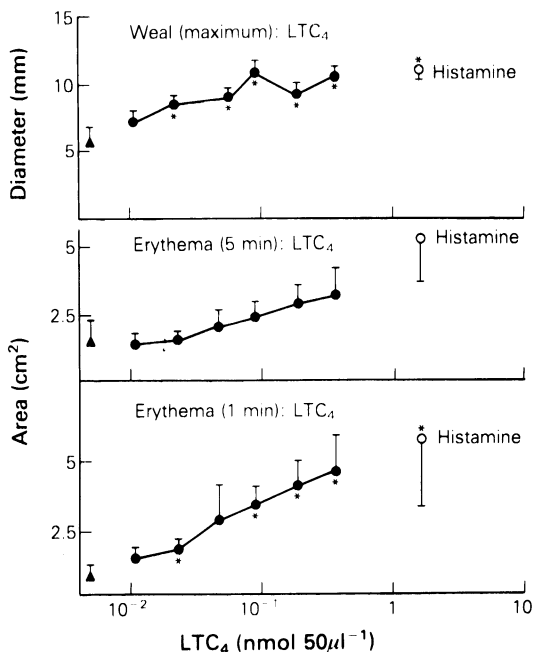 15
Weal (maximum): LTC₄
Diameter (mm)
10
* Histamine
*
*
*
*
*
5
5
Erythema (5 min): LTC₄
Histamine
2.5
Area (cm²)
Erythema (1 min): LTC₄
*
Histamine
5
*
*
*
2.5
*
10⁻²
10⁻¹
1
10
LTC₄ (nmol 50μl⁻¹)